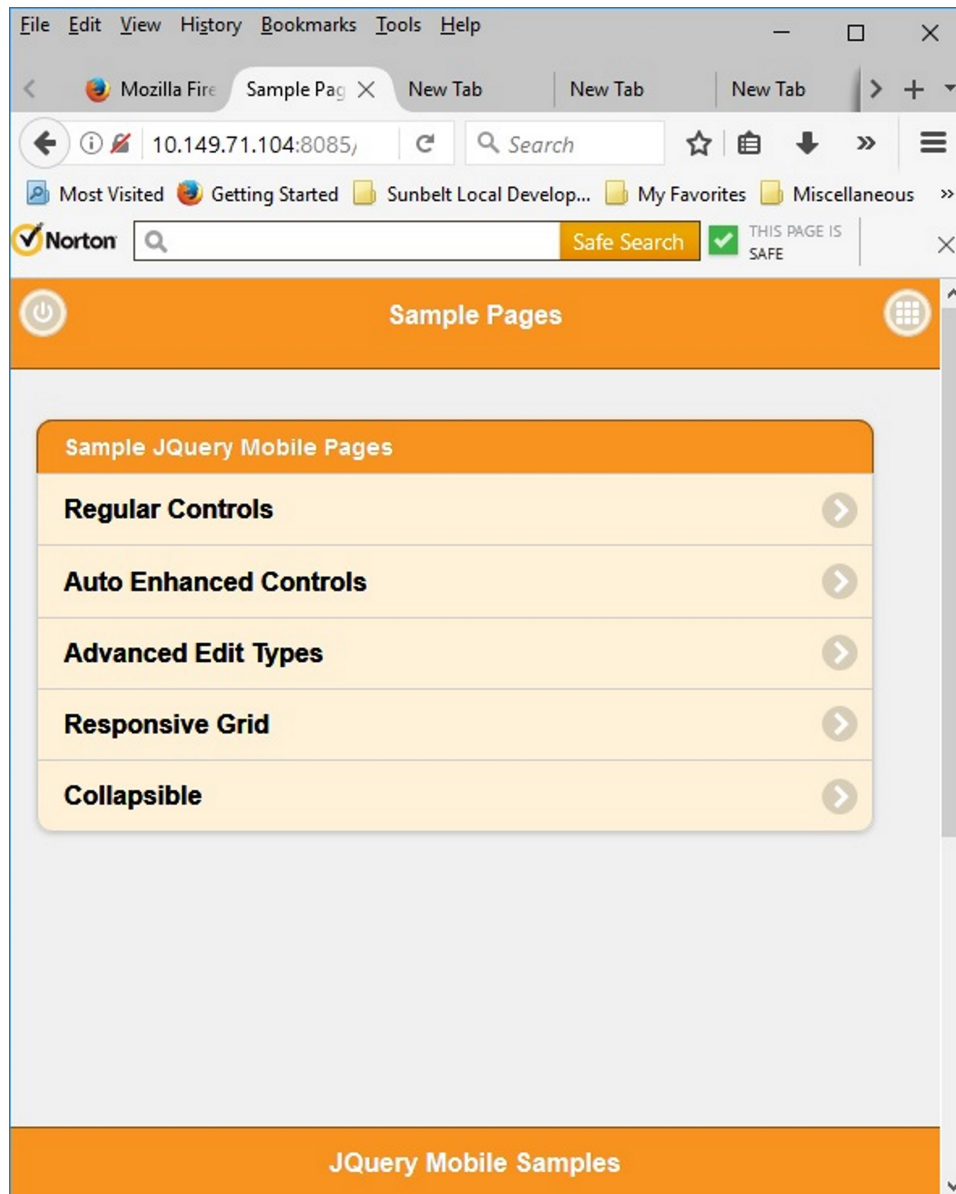 File Edit View History Bookmarks Tools Help
Mozilla Fire Sample Pag New Tab New Tab New Tab
10.149.71.104:8085/ Search
Most Visited Getting Started Sunbelt Local Develop... My Favorites Miscellaneous
Norton Safe Search THIS PAGE IS
SAFE
Sample Pages
Sample JQuery Mobile Pages
Regular Controls
Auto Enhanced Controls
Advanced Edit Types
Responsive Grid
Collapsible
JQuery Mobile Samples